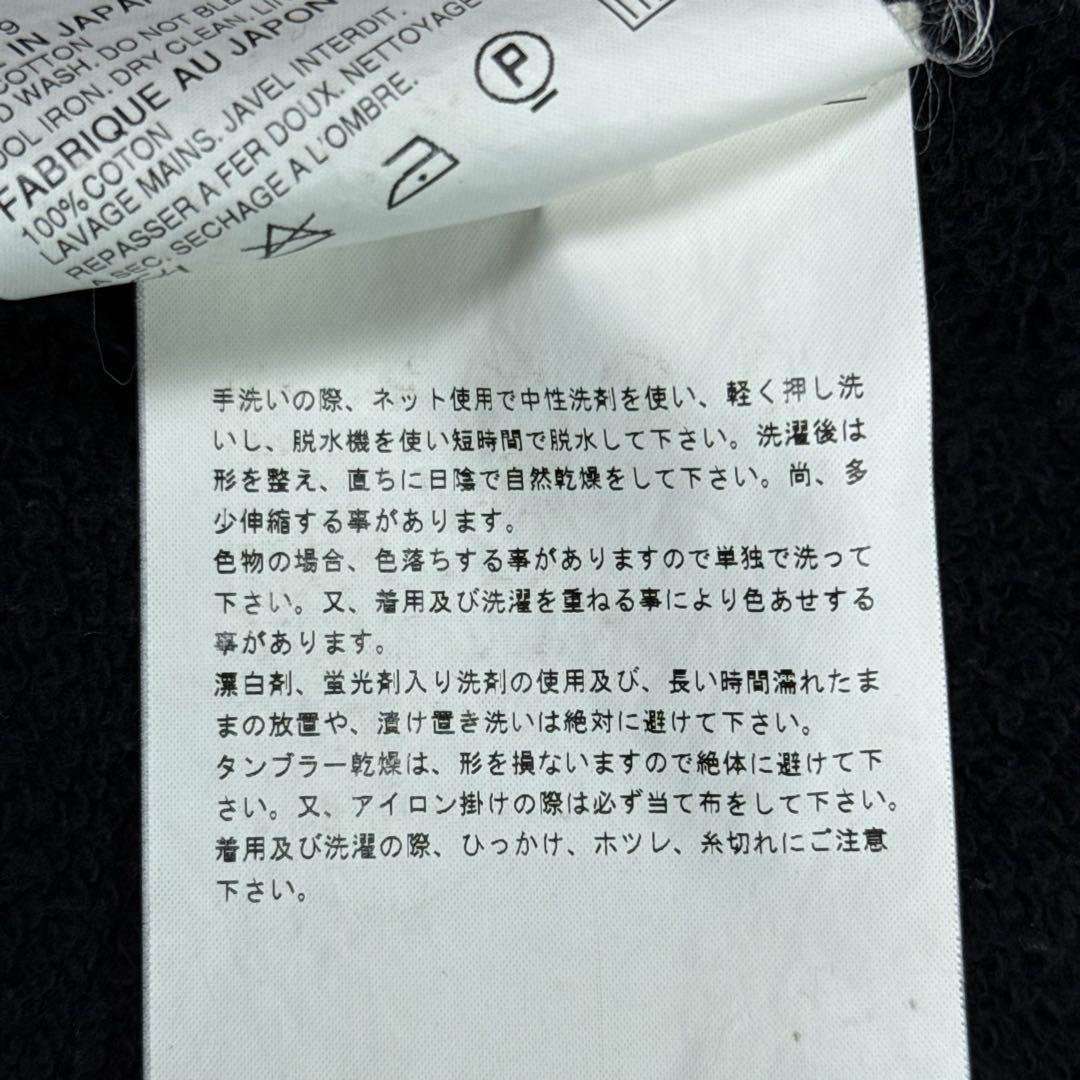 9
IN JAPAN
COTTON
WASH. DO NOT BLE
OOL IRON. DRY CLEAN. LI
FABRIQUE AU JAPON
100%COTON
LAVAGE MAINS. JAVEL INTERDIT.
REPASSER A FER DOUX. NETTOYAGE
A SEC. SECHAGE A L'OMBRE.
P
手洗いの際、ネット使用で中性洗剤を使い、軽く押し洗
いし、脱水機を使い短時間で脱水して下さい。洗濯後は
形を整え、直ちに日陰で自然乾燥をして下さい。尚、多
少伸縮する事があります。
色物の場合、色落ちする事がありますので単独で洗って
下さい。又、着用及び洗濯を重ねる事により色あせする
事があります。
漂白剤、蛍光剤入り洗剤の使用及び、長い時間濡れたま
まの放置や、漬け置き洗いは絶対に避けて下さい。
タンブラー乾燥は、形を損ないますので絶体に避けて下
さい。又、アイロン掛けの際は必ず当て布をして下さい。
着用及び洗濯の際、ひっかけ、ホツレ、糸切れにご注意
下さい。